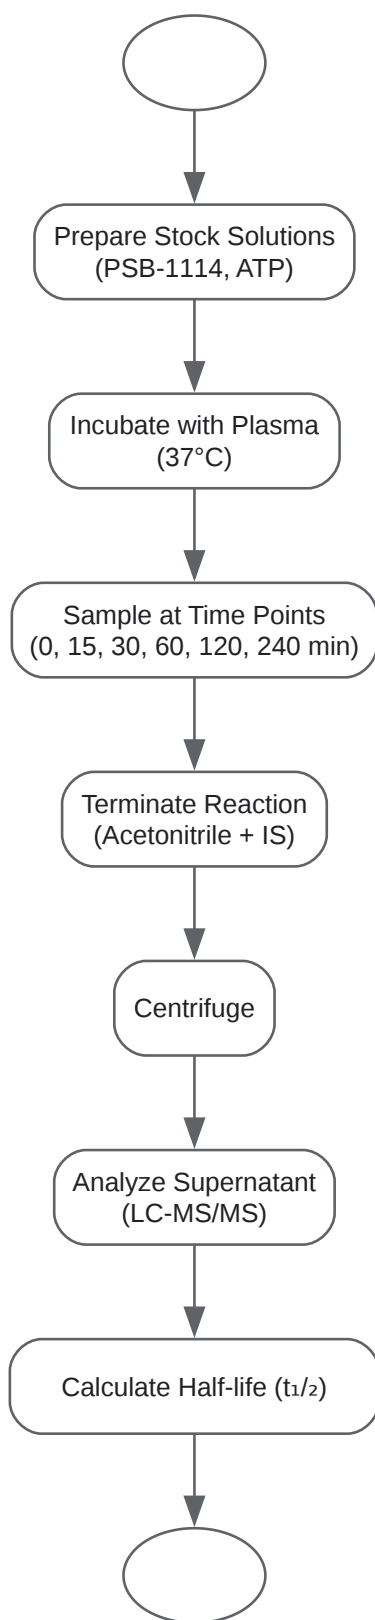 Prepare Stock Solutions
(PSB-1114, ATP)
Incubate with Plasma
(37°C)
Sample at Time Points
(0, 15, 30, 60, 120, 240 min)
Terminate Reaction
(Acetonitrile + IS)
Centrifuge
Analyze Supernatant
(LC-MS/MS)
Calculate Half-life (t₁/₂)